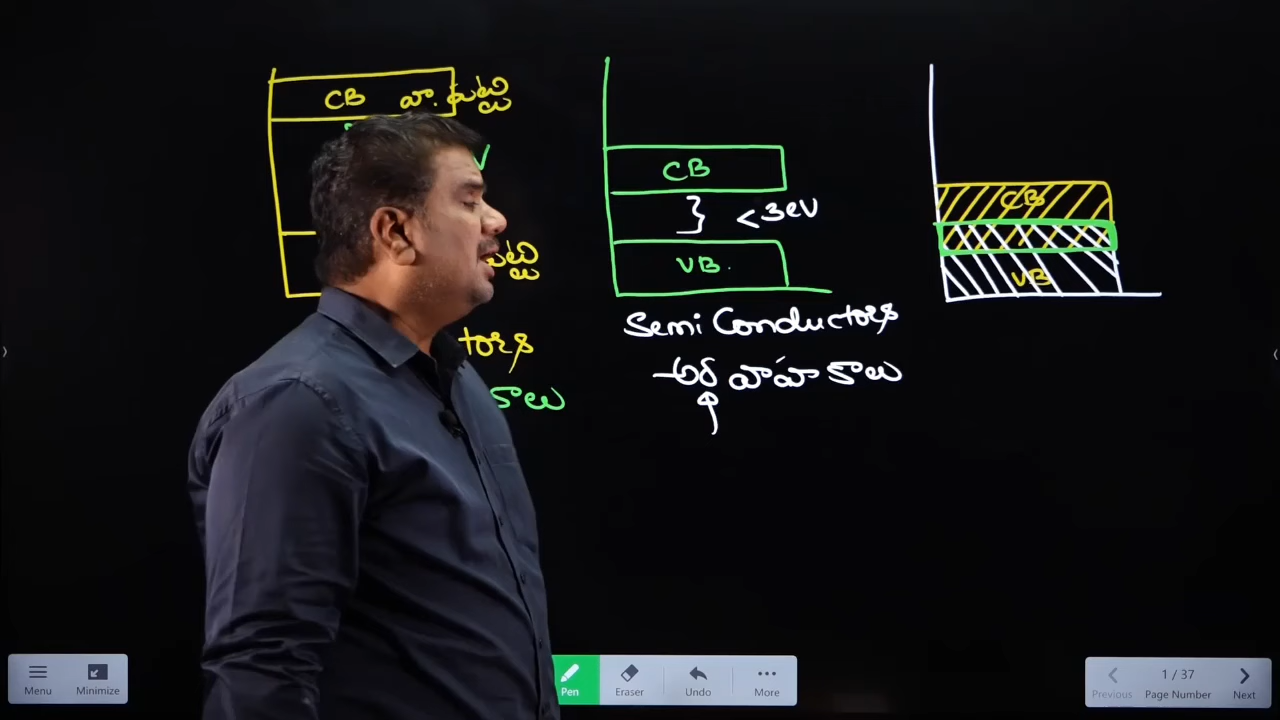 CB వా. పట్టీ
లు
V
పట్టీ
లు
tors
కాలు
CB
< 3eV
VB.
Semi Conductors
అర్ధ వాహకాలు
CB
VB
Menu
Minimize
Pen
Eraser
Undo
More
Previous
1 / 37
Page Number
Next